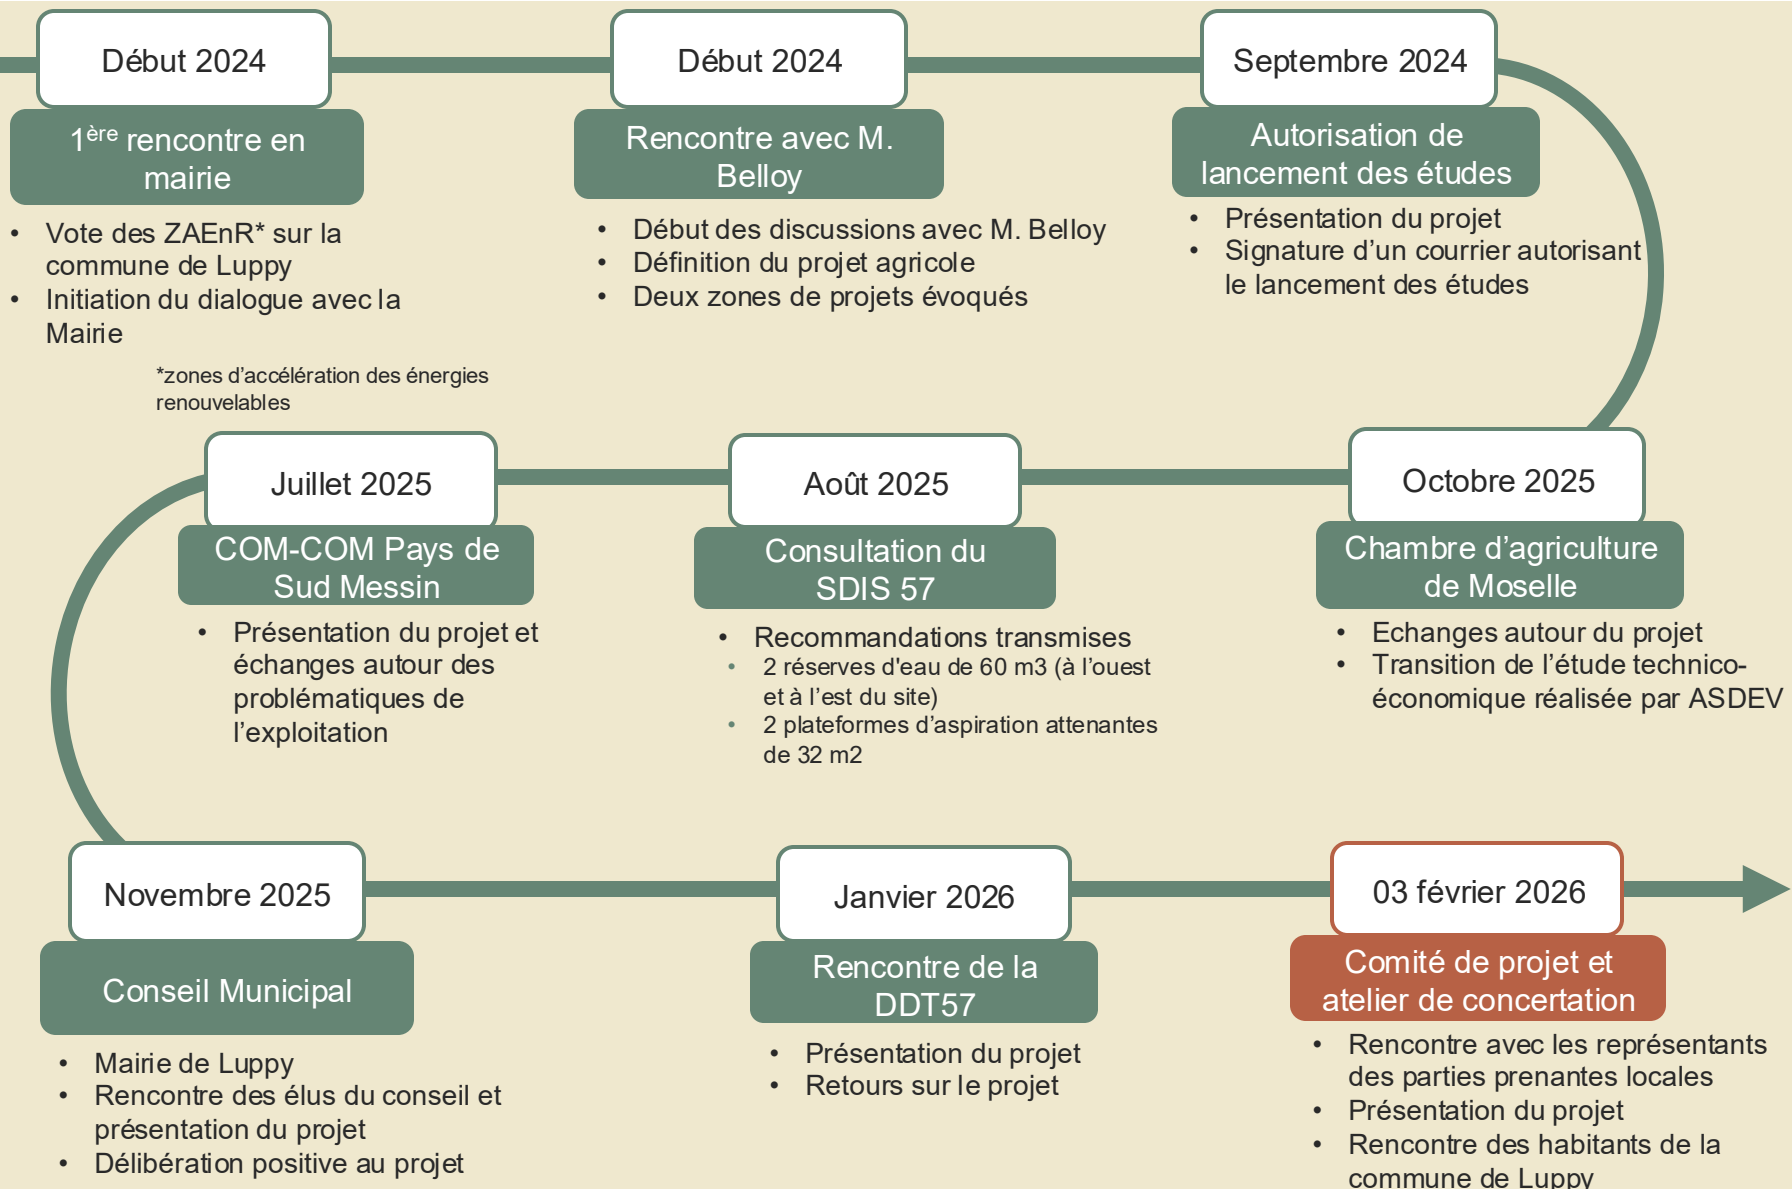 Début 2024
1ère rencontre en
mairie
• Vote des ZAEnR* sur la
commune de Luppy
• Initiation du dialogue avec la
Mairie
*zones d’accélération des énergies
renouvelables
Début 2024
Rencontre avec M.
Belloy
• Début des discussions avec M. Belloy
• Définition du projet agricole
• Deux zones de projets évoqués
Septembre 2024
Autorisation de
lancement des études
• Présentation du projet
• Signature d’un courrier autorisant
le lancement des études
Juillet 2025
COM-COM Pays de
Sud Messin
• Présentation du projet et
échanges autour des
problématiques de
l’exploitation
Août 2025
Consultation du
SDIS 57
• Recommandations transmises
• 2 réserves d'eau de 60 m3 (à l’ouest
et à l’est du site)
• 2 plateformes d’aspiration attenantes
de 32 m2
Octobre 2025
Chambre d’agriculture
de Moselle
• Echanges autour du projet
• Transition de l’étude technico-
économique réalisée par ASDEV
Novembre 2025
Conseil Municipal
• Mairie de Luppy
• Rencontre des élus du conseil et
présentation du projet
• Délibération positive au projet
Janvier 2026
Rencontre de la
DDT57
• Présentation du projet
• Retours sur le projet
03 février 2026
Comité de projet et
atelier de concertation
• Rencontre avec les représentants
des parties prenantes locales
• Présentation du projet
• Rencontre des habitants de la
commune de Luppy